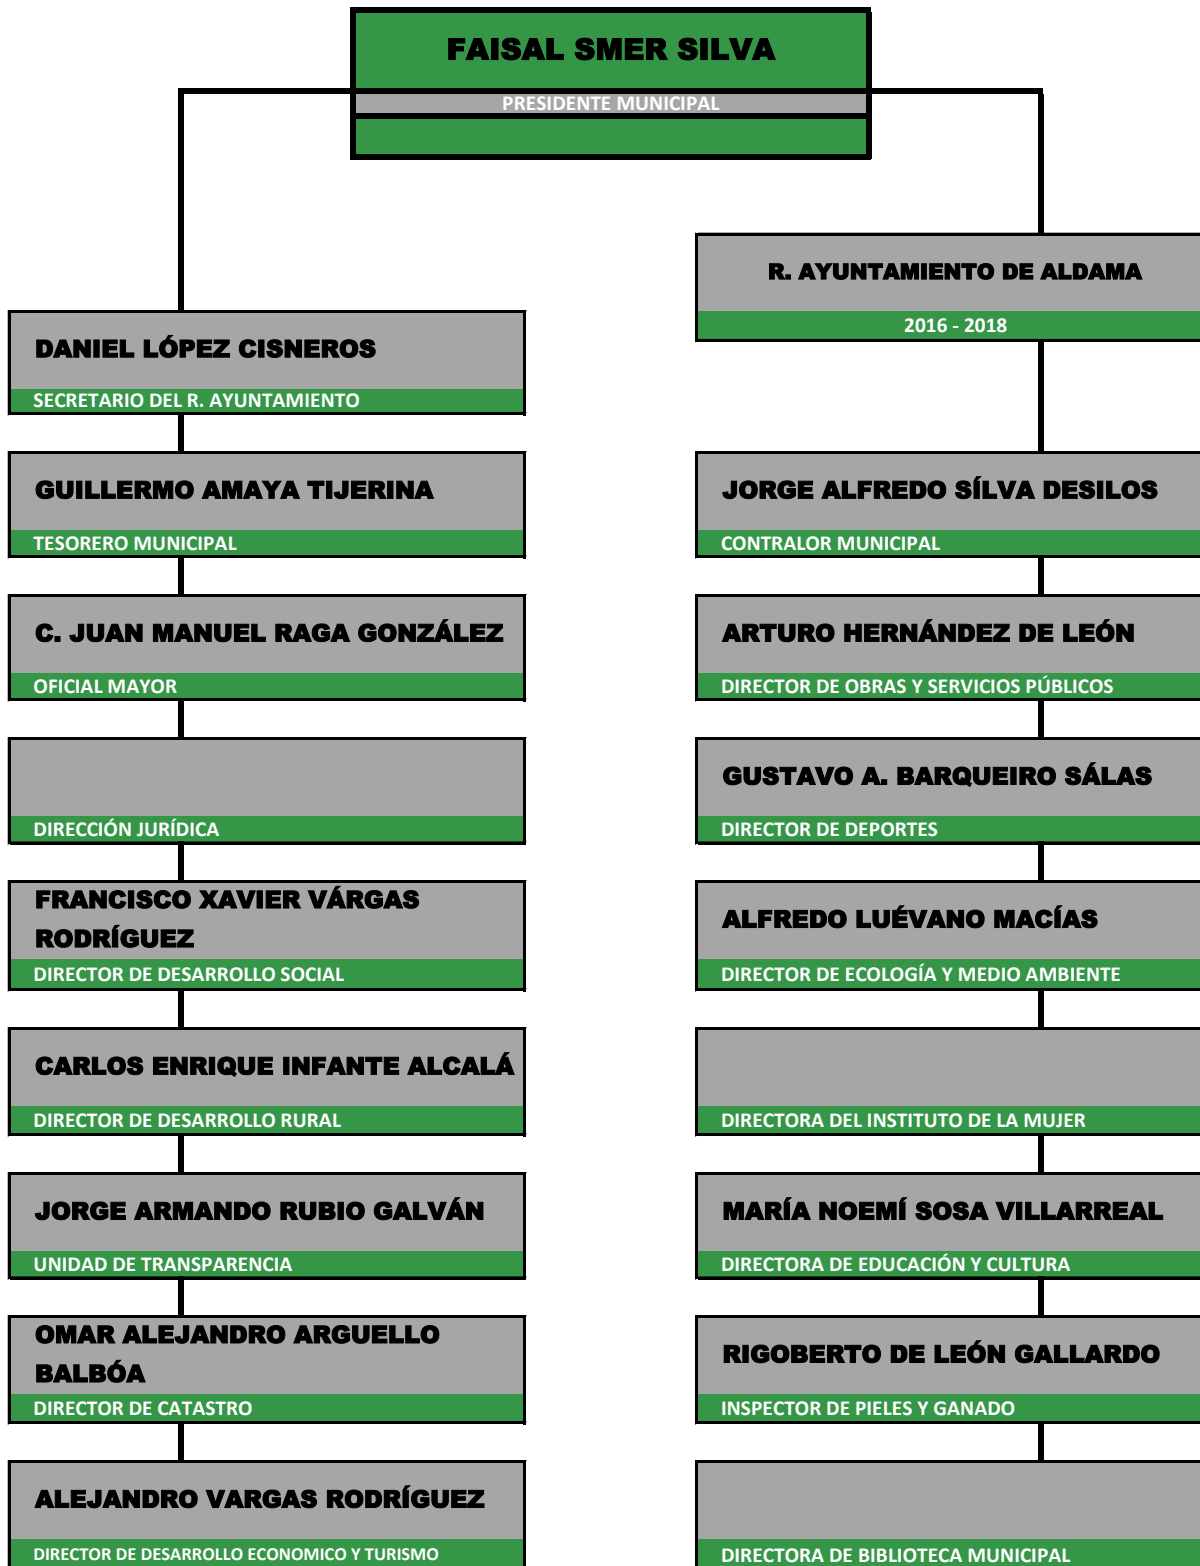 FAISAL SMER SILVA
PRESIDENTE MUNICIPAL
R. AYUNTAMIENTO DE ALDAMA
2016 - 2018
DANIEL LÓPEZ CISNEROS
SECRETARIO DEL R. AYUNTAMIENTO
GUILLERMO AMAYA TIJERINA
TESORERO MUNICIPAL
JORGE ALFREDO SÍLVA DESILOS
CONTRALOR MUNICIPAL
C. JUAN MANUEL RAGA GONZÁLEZ
OFICIAL MAYOR
ARTURO HERNÁNDEZ DE LEÓN
DIRECTOR DE OBRAS Y SERVICIOS PÚBLICOS
DIRECCIÓN JURÍDICA
GUSTAVO A. BARQUEIRO SÁLAS
DIRECTOR DE DEPORTES
FRANCISCO XAVIER VÁRGAS
RODRÍGUEZ
DIRECTOR DE DESARROLLO SOCIAL
ALFREDO LUÉVANO MACÍAS
DIRECTOR DE ECOLOGÍA Y MEDIO AMBIENTE
CARLOS ENRIQUE INFANTE ALCALÁ
DIRECTOR DE DESARROLLO RURAL
DIRECTORA DEL INSTITUTO DE LA MUJER
JORGE ARMANDO RUBIO GALVÁN
UNIDAD DE TRANSPARENCIA
MARÍA NOEMÍ SOSA VILLARREAL
DIRECTORA DE EDUCACIÓN Y CULTURA
OMAR ALEJANDRO ARGUELLO
BALBÓA
DIRECTOR DE CATASTRO
RIGOBERTO DE LEÓN GALLARDO
INSPECTOR DE PIELES Y GANADO
ALEJANDRO VARGAS RODRÍGUEZ
DIRECTOR DE DESARROLLO ECONOMICO Y TURISMO
DIRECTORA DE BIBLIOTECA MUNICIPAL